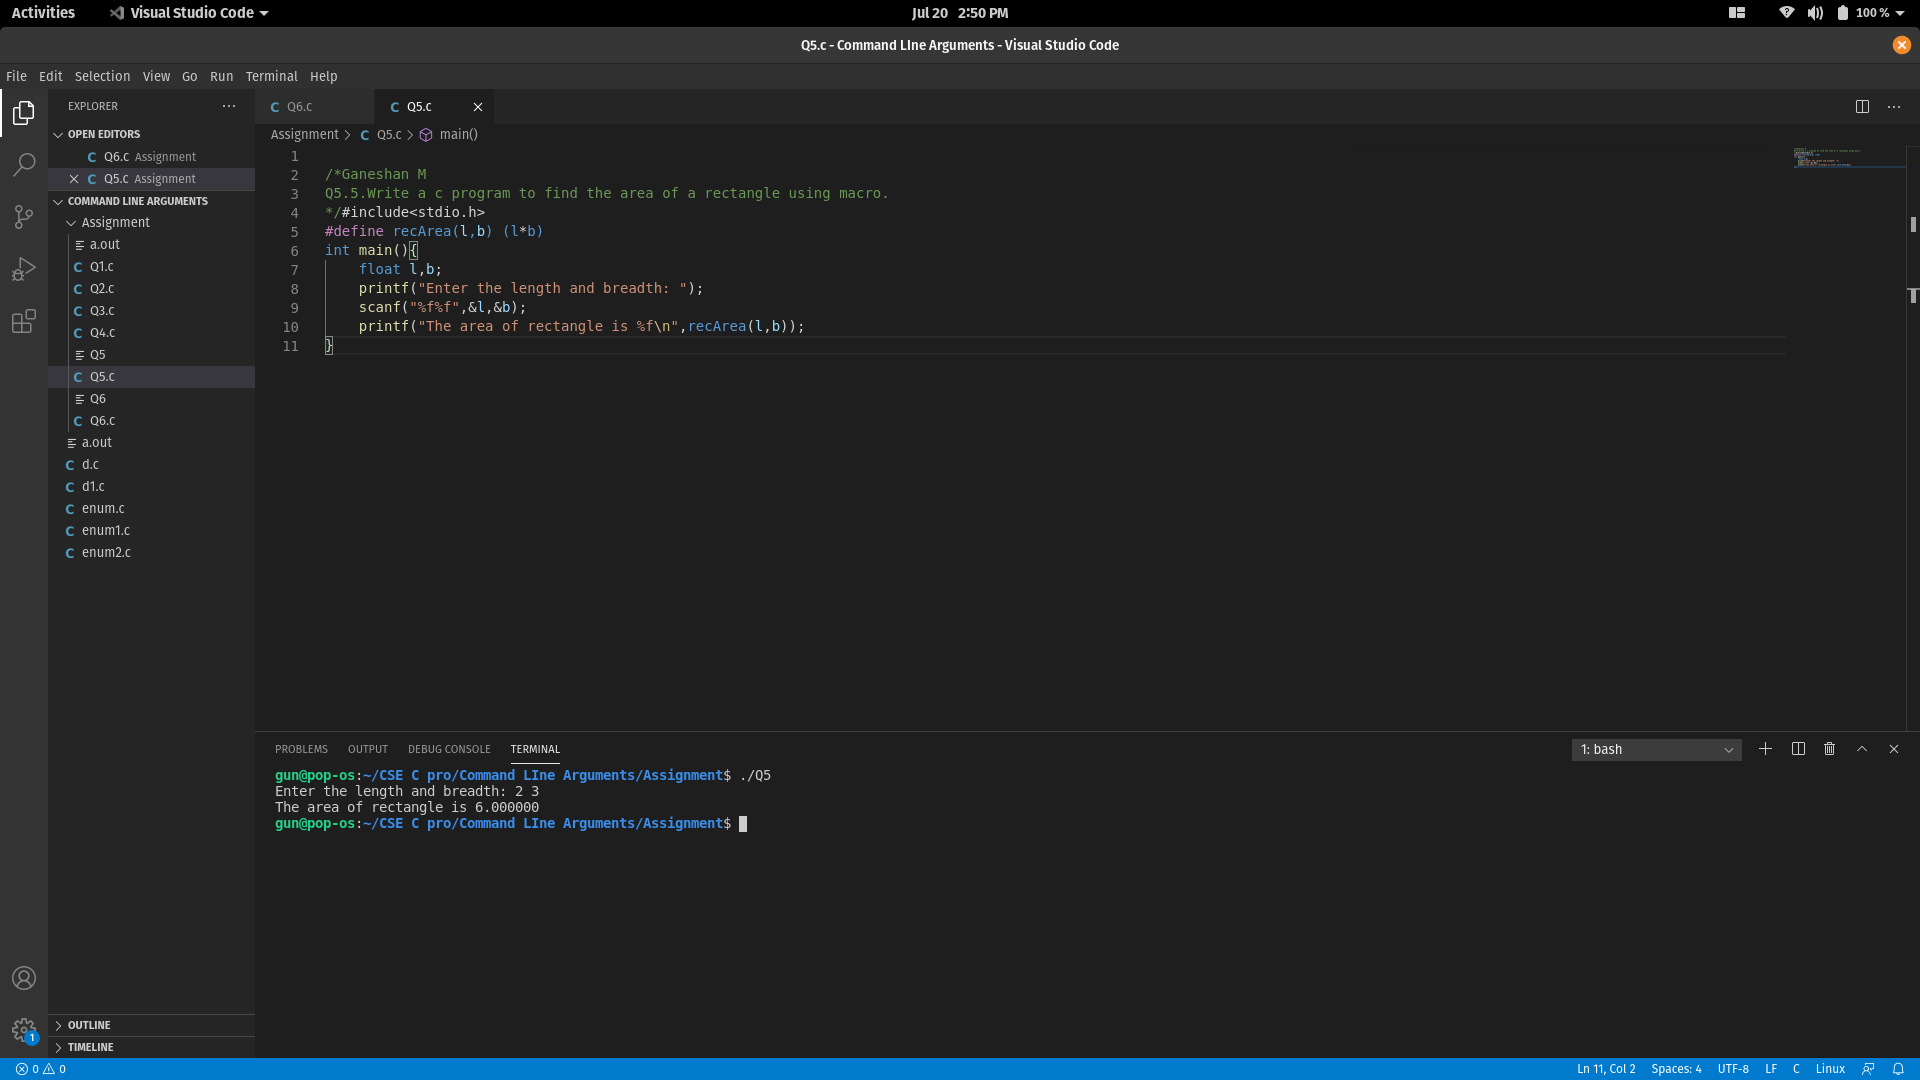 Activities Visual Studio Code Jul 20 2:50 PM 100 %
Q5.c - Command LIne Arguments - Visual Studio Code
File Edit Selection View Go Run Terminal Help
EXPLORER
OPEN EDITORS
Q6.c Assignment
Q5.c Assignment
COMMAND LINE ARGUMENTS
Assignment
a.out
Q1.c
Q2.c
Q3.c
Q4.c
Q5
Q5.c
Q6
Q6.c
a.out
d.c
d1.c
enum.c
enum1.c
enum2.c
OUTLINE
TIMELINE
Q6.c Q5.c
Assignment > Q5.c > main()
1
2 /*Ganeshan M
3 Q5.5.Write a c program to find the area of a rectangle using macro.
4 */#include<stdio.h>
5 #define recArea(l,b) (l*b)
6 int main(){
7     float l,b;
8     printf("Enter the length and breadth: ");
9     scanf("%f%f",&l,&b);
10     printf("The area of rectangle is %f\n",recArea(l,b));
11 }
PROBLEMS OUTPUT DEBUG CONSOLE TERMINAL 1: bash
gun@pop-os:~/CSE C pro/Command LIne Arguments/Assignment$ ./Q5
Enter the length and breadth: 2 3
The area of rectangle is 6.000000
gun@pop-os:~/CSE C pro/Command LIne Arguments/Assignment$
1
0 0 Ln 11, Col 2 Spaces: 4 UTF-8 LF C Linux